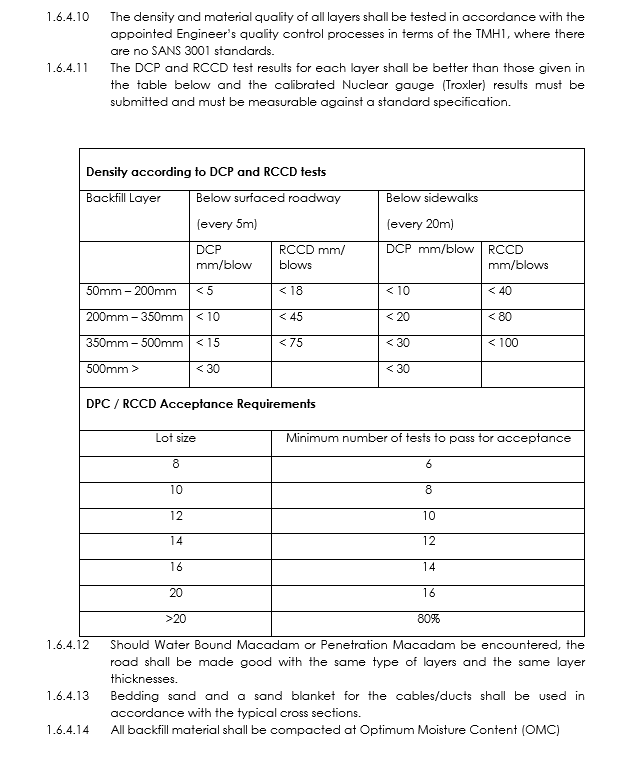 1.6.4.10 The density and material quality of all layers shall be tested in accordance with the
appointed Engineer's quality control processes in terms of the TMH1, where there
are no SANS 3001 standards.
1.6.4.11 The DCP and RCCD test results for each layer shall be better than those given in
the table below and the calibrated Nuclear gauge (Troxler) results must be
submitted and must be measurable against a standard specification.
Density according to DCP and RCCD tests
Backfill Layer Below surfaced roadway Below sidewalks
(every 5m) (every 20m)
DCP RCCD mm/ DCP mm/blow RCCD
mm/blow blows mm/blows
50mm – 200mm < 5 < 18 < 10 < 40
200mm – 350mm < 10 < 45 < 20 < 80
350mm – 500mm < 15 < 75 < 30 < 100
500mm > < 30 < 30
DPC / RCCD Acceptance Requirements
Lot size Minimum number of tests to pass tor acceptance
8 6
10 8
12 10
14 12
16 14
20 16
>20 80%
1.6.4.12 Should Water Bound Macadam or Penetration Macadam be encountered, the
road shall be made good with the same type of layers and the same layer
thicknesses.
1.6.4.13 Bedding sand and a sand blanket for the cables/ducts shall be used in
accordance with the typical cross sections.
1.6.4.14 All backfill material shall be compacted at Optimum Moisture Content (OMC)